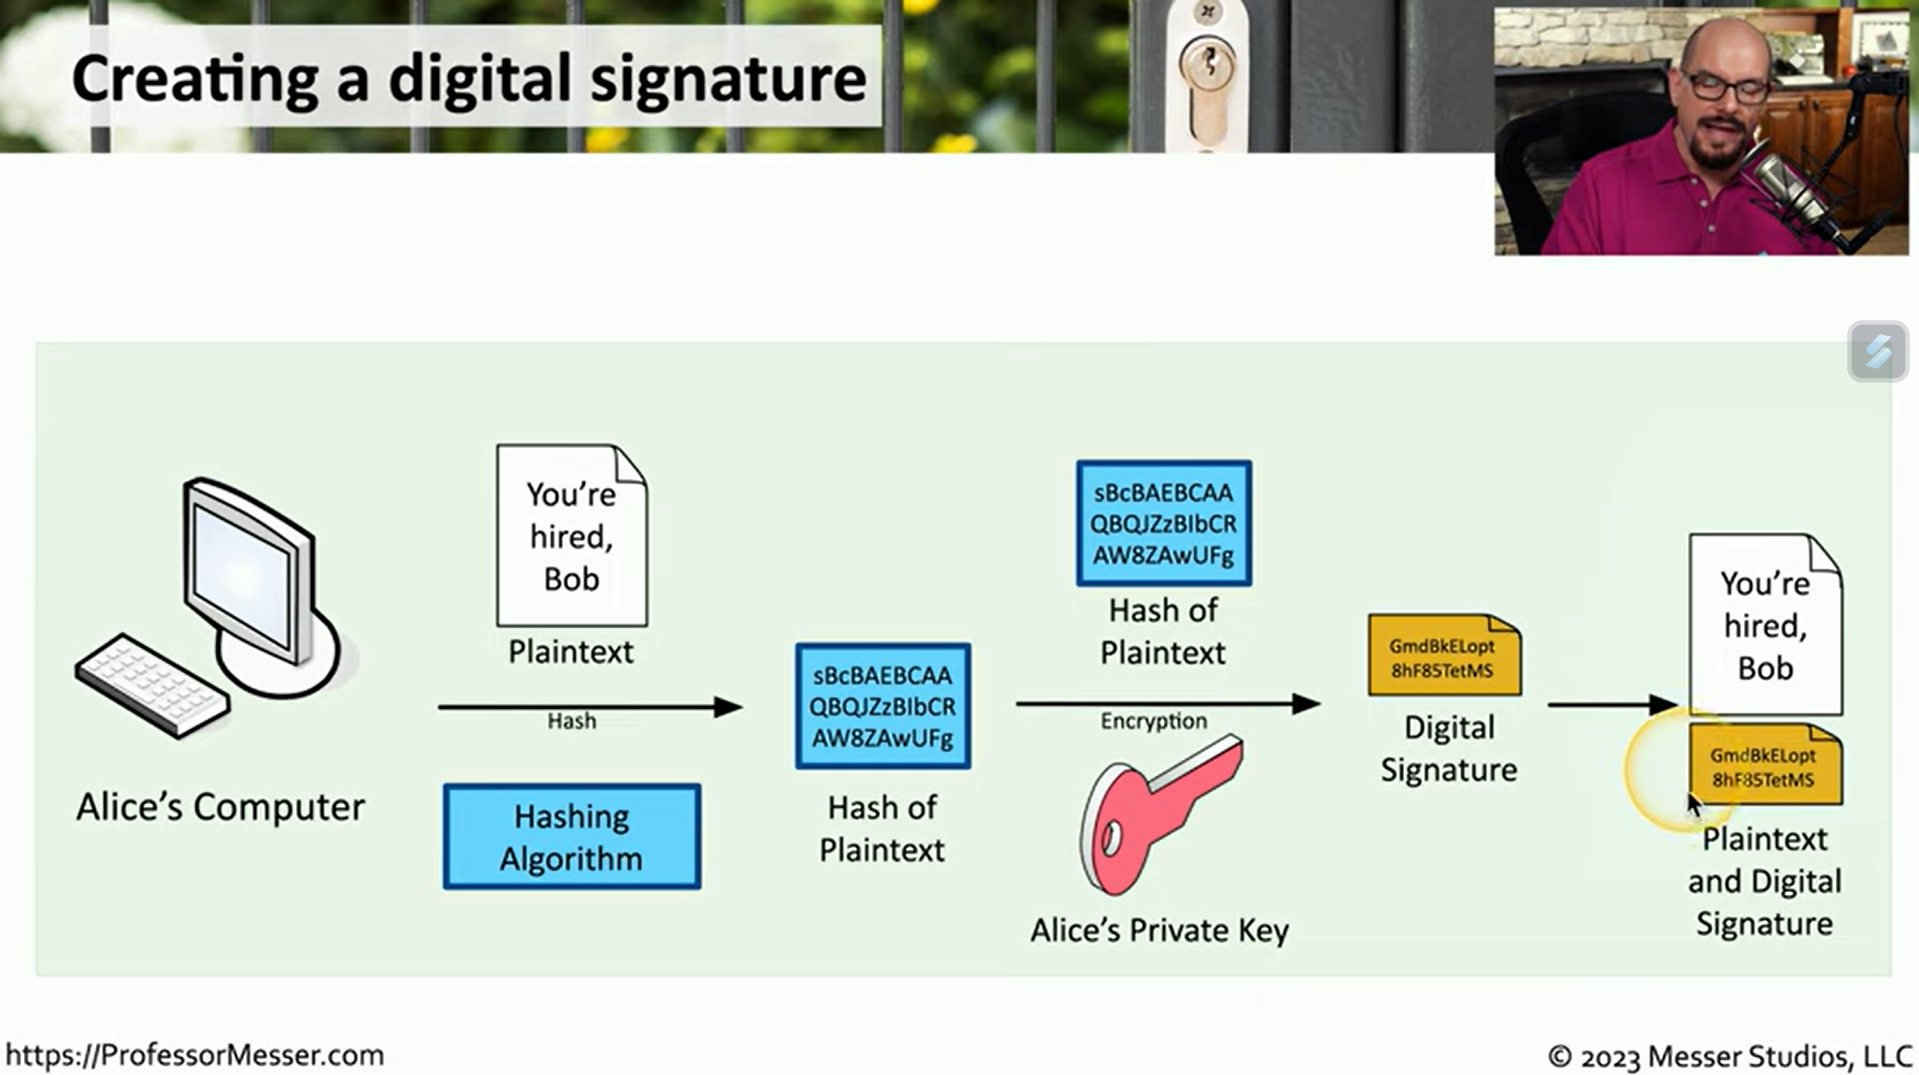 Creating a digital signature
You're
hired,
Bob
Plaintext
Hash
Hashing
Algorithm
Alice's Computer
sBcBAEBCAA
QBQJZzBIbCR
AW8ZAwUFg
Hash of
Plaintext
sBcBAEBCAA
QBQJZzBIbCR
AW8ZAwUFg
Hash of
Plaintext
Encryption
Alice's Private Key
GmdBkELopt
8hF85TetMS
Digital
Signature
You're
hired,
Bob
GmdBkELopt
8hF85TetMS
Plaintext
and Digital
Signature
https://ProfessorMesser.com
© 2023 Messer Studios, LLC